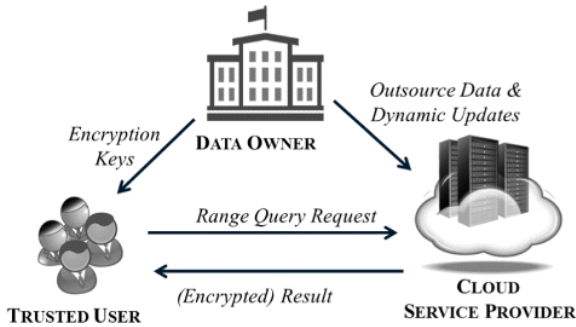 Outsource Data &
Dynamic Updates
Encryption
Keys
DATA OWNER
Range Query Request
(Encrypted) Result
TRUSTED USER
CLOUD
SERVICE PROVIDER